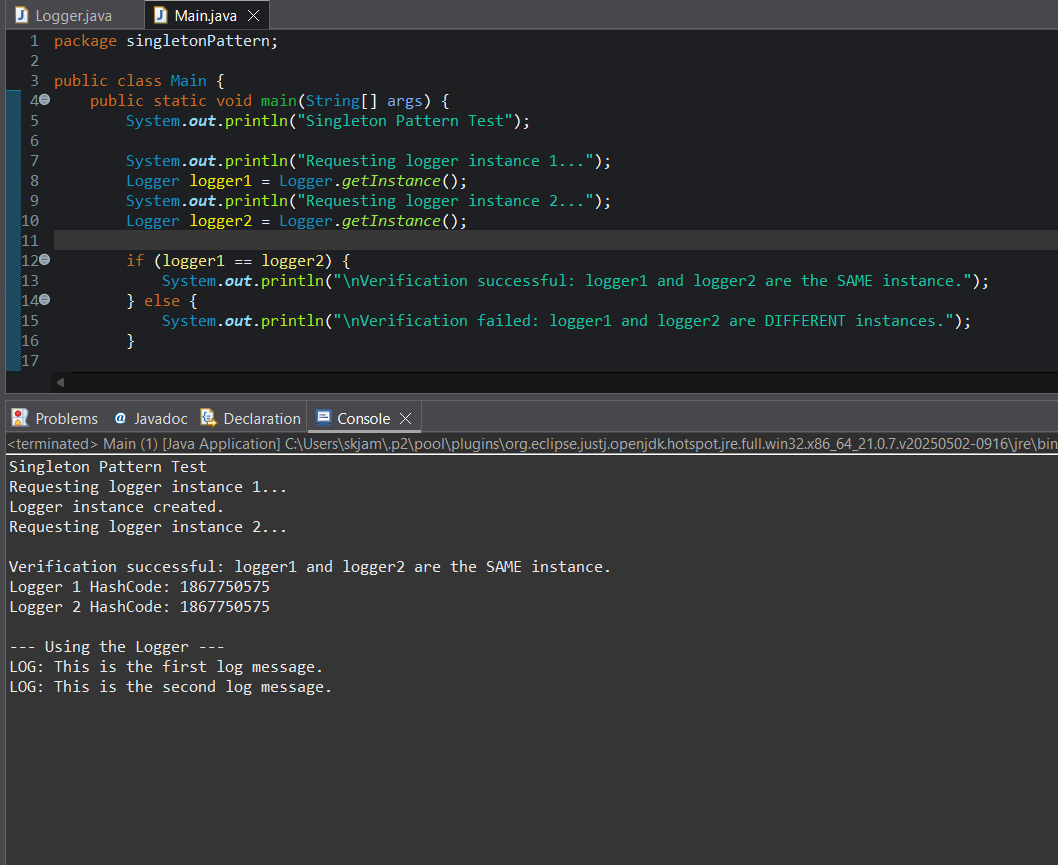 Logger.java Main.java
1 package singletonPattern;
2
3 public class Main {
4 public static void main(String[] args) {
5 System.out.println("Singleton Pattern Test");
6
7 System.out.println("Requesting logger instance 1...");
8 Logger logger1 = Logger.getInstance();
9 System.out.println("Requesting logger instance 2...");
10 Logger logger2 = Logger.getInstance();
11
12 if (logger1 == logger2) {
13 System.out.println("\nVerification successful: logger1 and logger2 are the SAME instance.");
14 } else {
15 System.out.println("\nVerification failed: logger1 and logger2 are DIFFERENT instances.");
16 }
17
Problems @ Javadoc Declaration Console
<terminated> Main (1) [Java Application] C:\Users\skjam\.p2\pool\plugins\org.eclipse.justj.openjdk.hotspot.jre.full.win32.x86_64_21.0.7.v20250502-0916\jre\bin
Singleton Pattern Test
Requesting logger instance 1...
Logger instance created.
Requesting logger instance 2...
Verification successful: logger1 and logger2 are the SAME instance.
Logger 1 HashCode: 1867750575
Logger 2 HashCode: 1867750575
--- Using the Logger ---
LOG: This is the first log message.
LOG: This is the second log message.